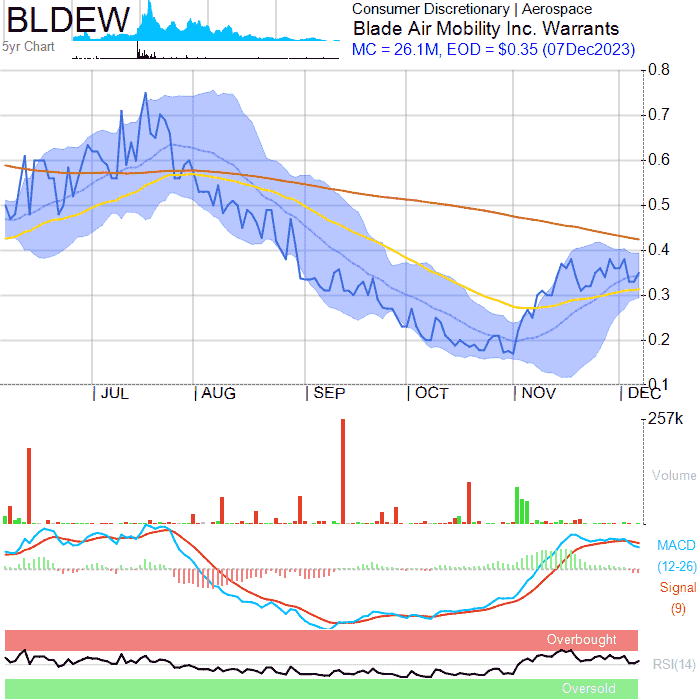 BLDEW
5yr Chart
Consumer Discretionary | Aerospace
Blade Air Mobility Inc. Warrants
MC = 26.1M, EOD = $0.35 (07Dec2023)
0.8
0.7
0.6
0.5
0.4
0.3
0.2
0.1
JUL AUG SEP OCT NOV DEC
257k
Volume
MACD
(12-26)
Signal
(9)
Overbought
RSI(14)
Oversold